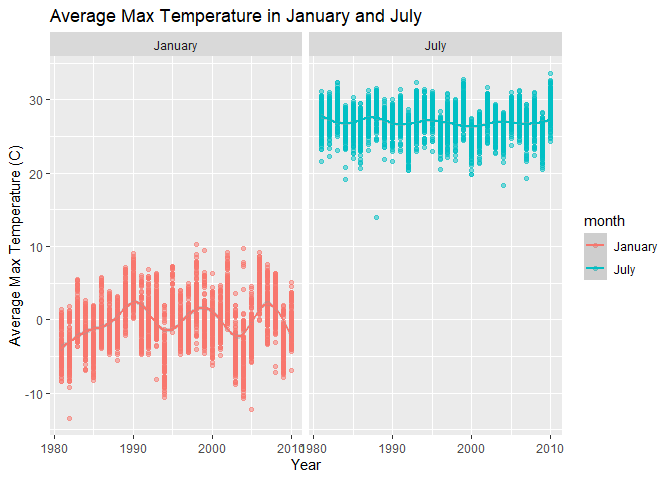 Average Max Temperature in January and July
January
July
Average Max Temperature (C)
30
20
10
0
-10
1980
1990
2000
2010
1980
1990
2000
2010
Year
month
January
July